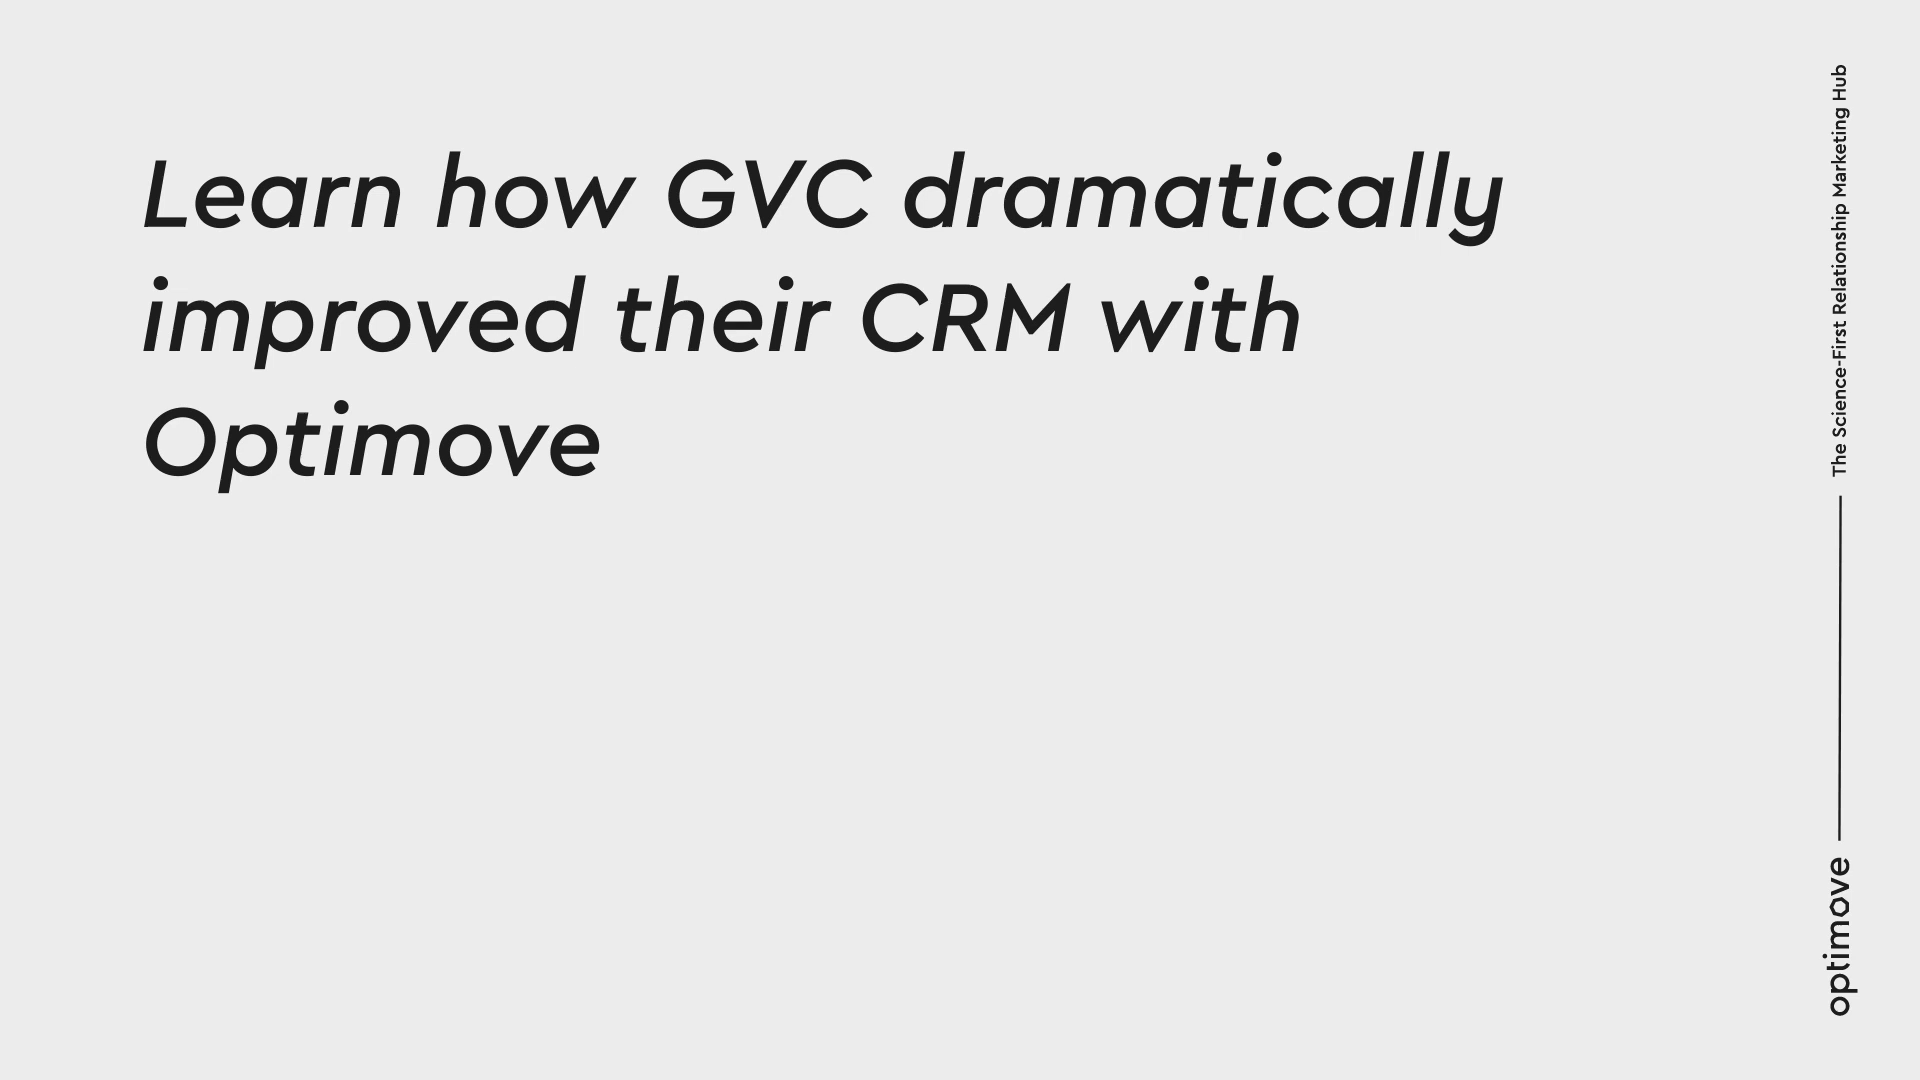 Learn how GVC dramatically
improved their CRM with
Optimove
The Science-First Relationship Marketing Hub
optimove